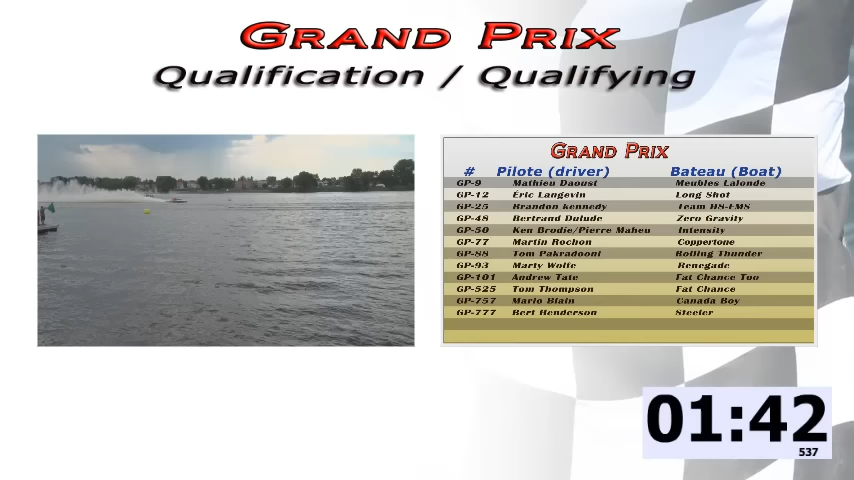 GRAND PRIX
Qualification / Qualifying
GRAND PRIX
# Pilote (driver) Bateau (Boat)
GP-9 Mathieu Daoust Meubles Lalonde
GP-12 Éric Langevin Long Shot
GP-25 Brandon Kennedy Team H8-EMS
GP-48 Bertrand Dulude Zero Gravity
GP-50 Ken Brodie/Pierre Maheu Intensity
GP-77 Martin Rochon Coppertone
GP-88 Tom Pakradooni Rolling Thunder
GP-93 Marty Wolfe Renegade
GP-101 Andrew Tate Fat Chance Too
GP-525 Tom Thompson Fat Chance
GP-757 Mario Blain Canada Boy
GP-777 Bert Henderson Steeler
01:42
537